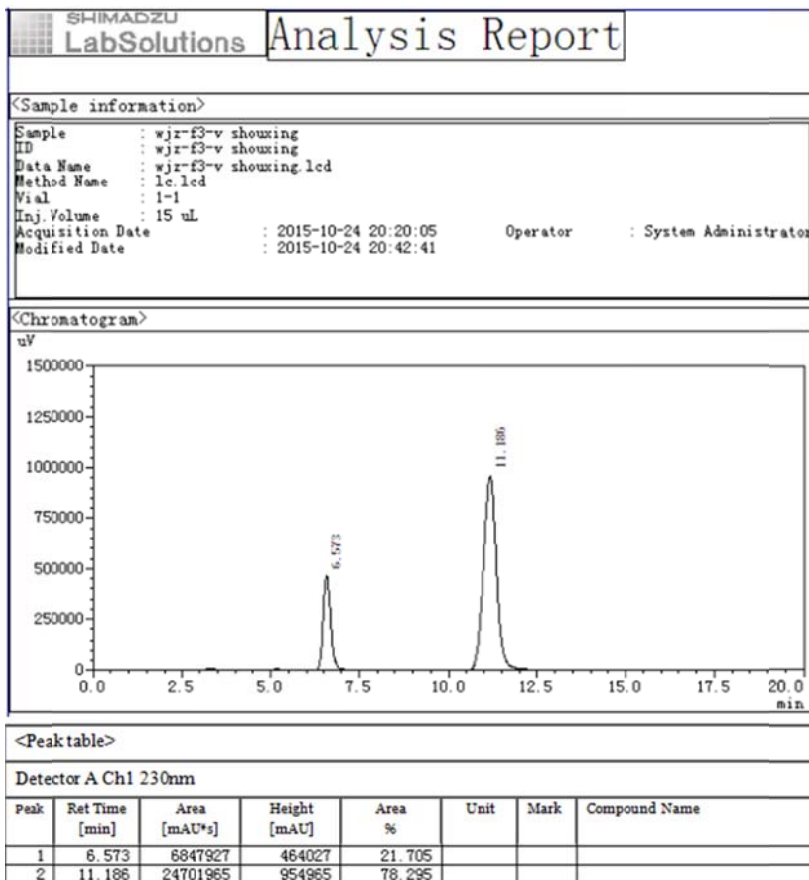 SHIMADZU
LabSolutions Analysis Report
<Sample information>
Sample : wjr-f3-v shouxing
ID : wjr-f3-v shouxing
Data Name : wjr-f3-v shouxing.lcd
Method Name : lc.lcd
Vial : 1-1
Inj.Volume : 15 uL
Acquisition Date : 2015-10-24 20:20:05 Operator : System Administrator
Modified Date : 2015-10-24 20:42:41
<Chromatogram>
uV
1500000
1250000
1000000
750000
500000
250000
0
6.573
11.186
0.0 2.5 5.0 7.5 10.0 12.5 15.0 17.5 20.0
min
<Peak table>
Detector A Ch1 230nm
Peak Ret Time Area Height Area Unit Mark Compound Name
[min] [mAU*s] [mAU] %
1 6.573 6847927 464027 21.705
2 11.186 24701965 954965 78.295